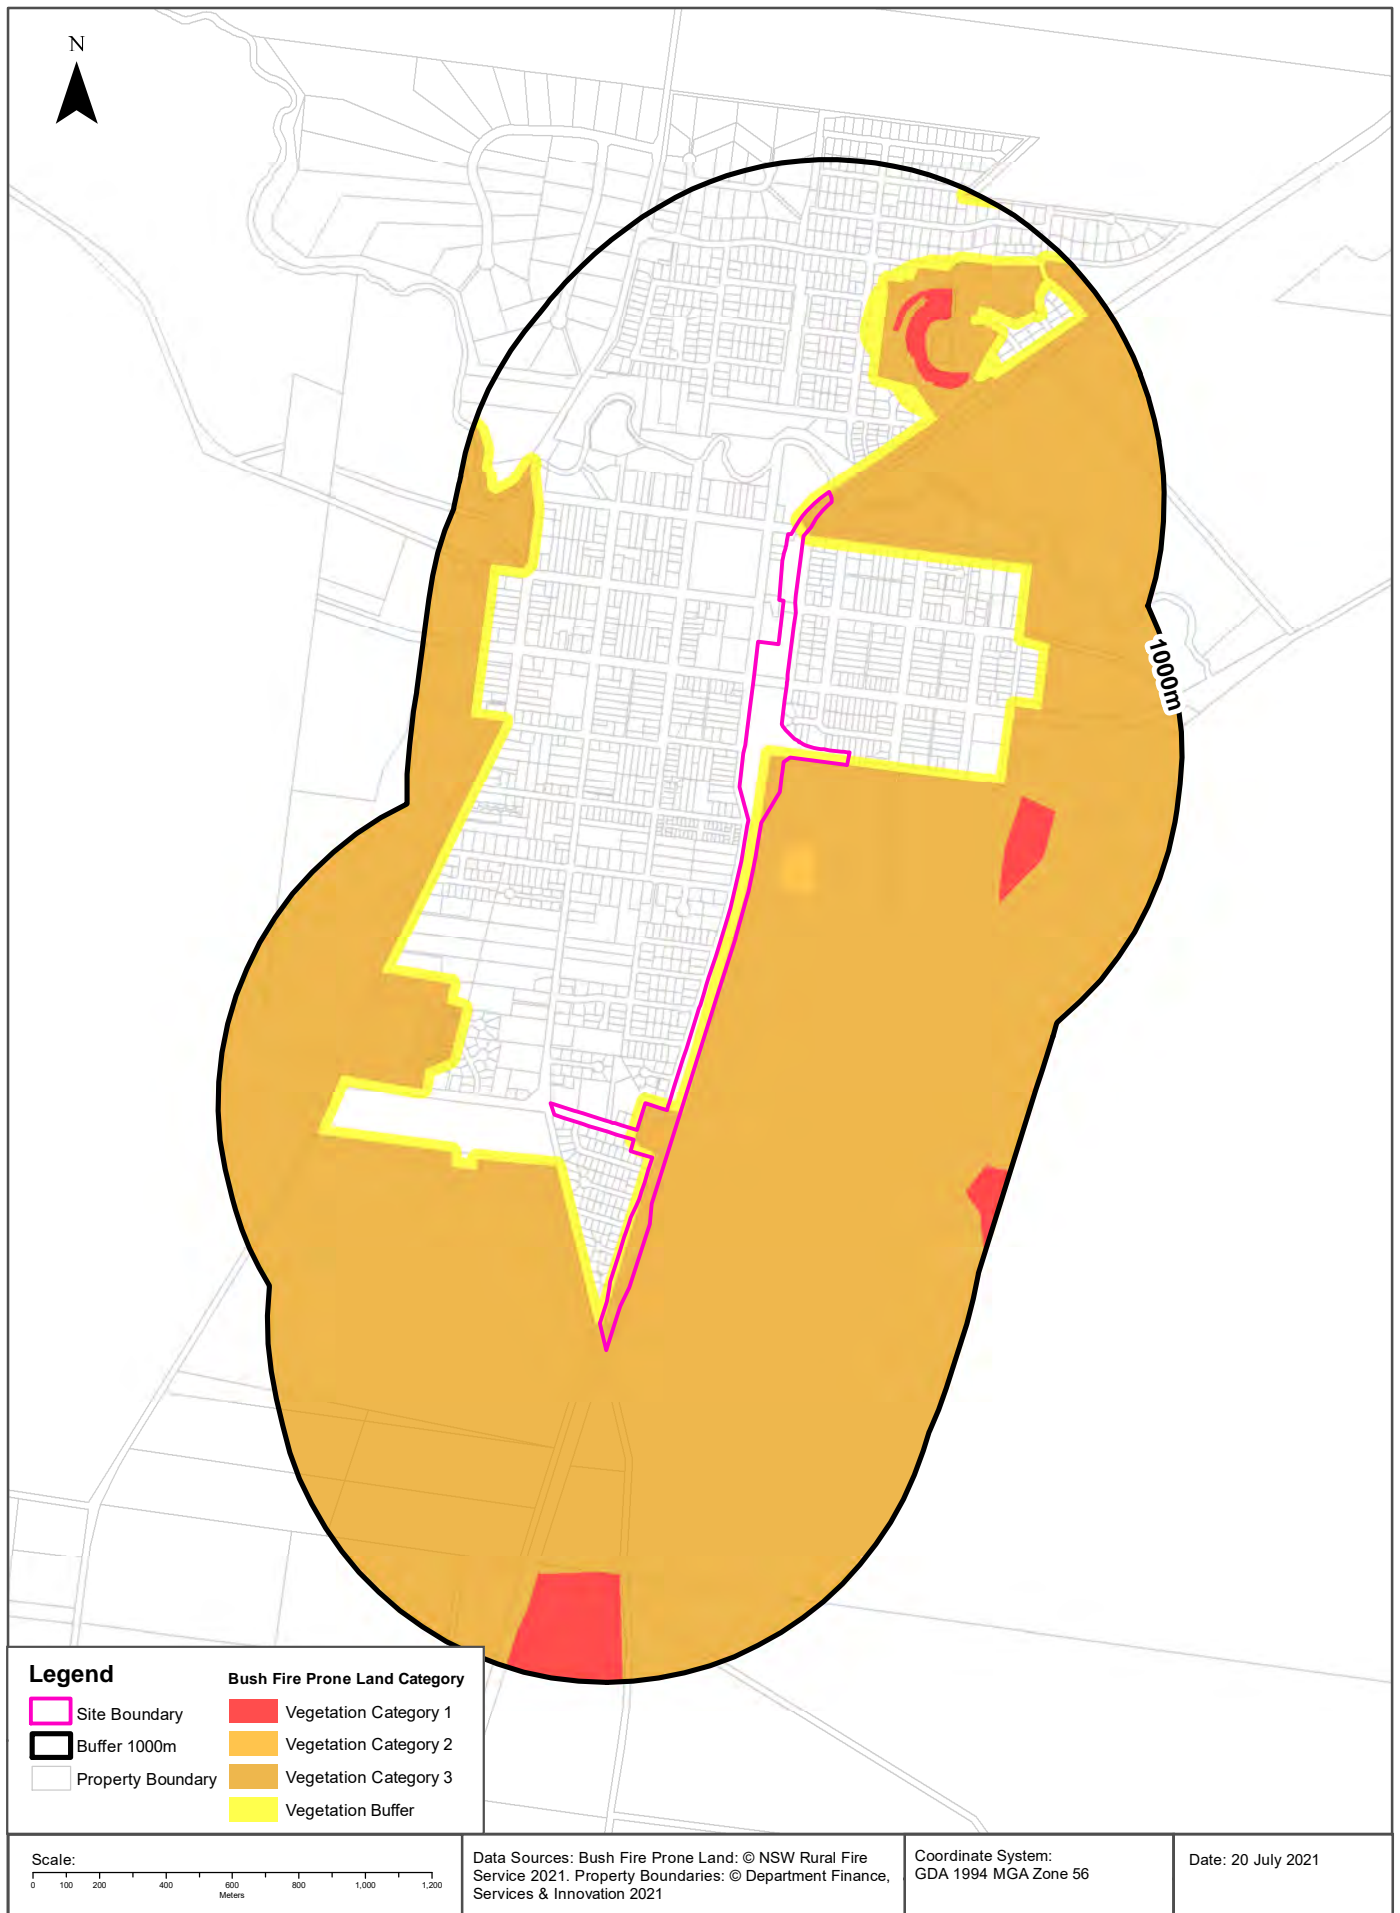 N
1000m
Legend
Site Boundary
Buffer 1000m
Property Boundary
Bush Fire Prone Land Category
Vegetation Category 1
Vegetation Category 2
Vegetation Category 3
Vegetation Buffer
Scale:
0 100 200 400 600 800 1,000 1,200
Meters
Data Sources: Bush Fire Prone Land: © NSW Rural Fire
Service 2021. Property Boundaries: © Department Finance,
Services & Innovation 2021
Coordinate System:
GDA 1994 MGA Zone 56
Date: 20 July 2021